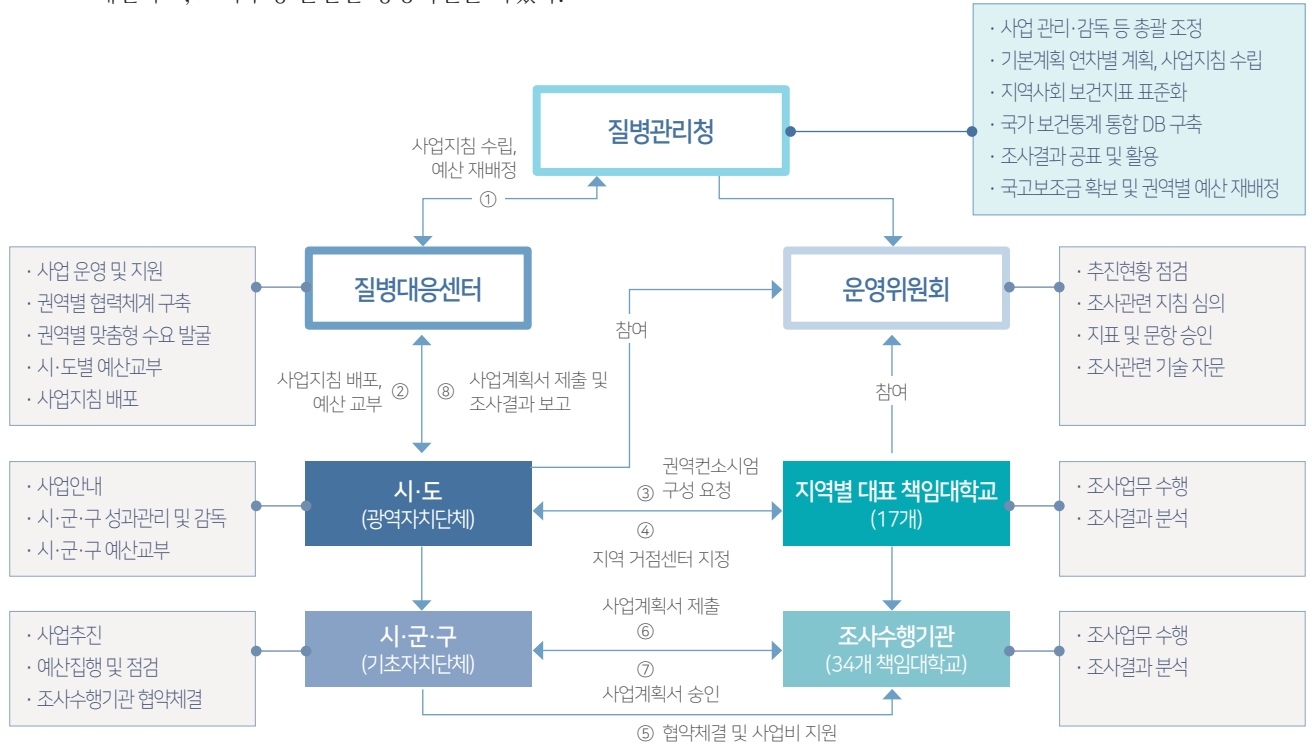 · 사업 관리·감독 등 총괄 조정
· 기본계획 연차별 계획, 사업지침 수립
· 지역사회 보건지표 표준화
· 국가 보건통계 통합 DB 구축
· 조사결과 공표 및 활용
· 국고보조금 확보 및 권역별 예산 재배정
질병관리청
사업지침 수립,
예산 재배정
①
· 사업 운영 및 지원
· 권역별 협력체계 구축
· 권역별 맞춤형 수요 발굴
· 시·도별 예산교부
· 사업지침 배포
질병대응센터
운영위원회
· 추진현황 점검
· 조사관련 지침 심의
· 지표 및 문항 승인
· 조사관련 기술 자문
참여
사업지침 배포,
예산 교부
②
⑧
사업계획서 제출 및
조사결과 보고
참여
· 사업안내
· 시·군·구 성과관리 및 감독
· 시·군·구 예산교부
시·도
(광역자치단체)
권역컨소시엄
③ 구성 요청
④
지역 거점센터 지정
지역별 대표 책임대학교
(17개)
· 조사업무 수행
· 조사결과 분석
· 사업추진
· 예산집행 및 점검
· 조사수행기관 협약체결
시·군·구
(기초자치단체)
사업계획서 제출
⑥
⑦
사업계획서 승인
조사수행기관
(34개 책임대학교)
· 조사업무 수행
· 조사결과 분석
⑤ 협약체결 및 사업비 지원